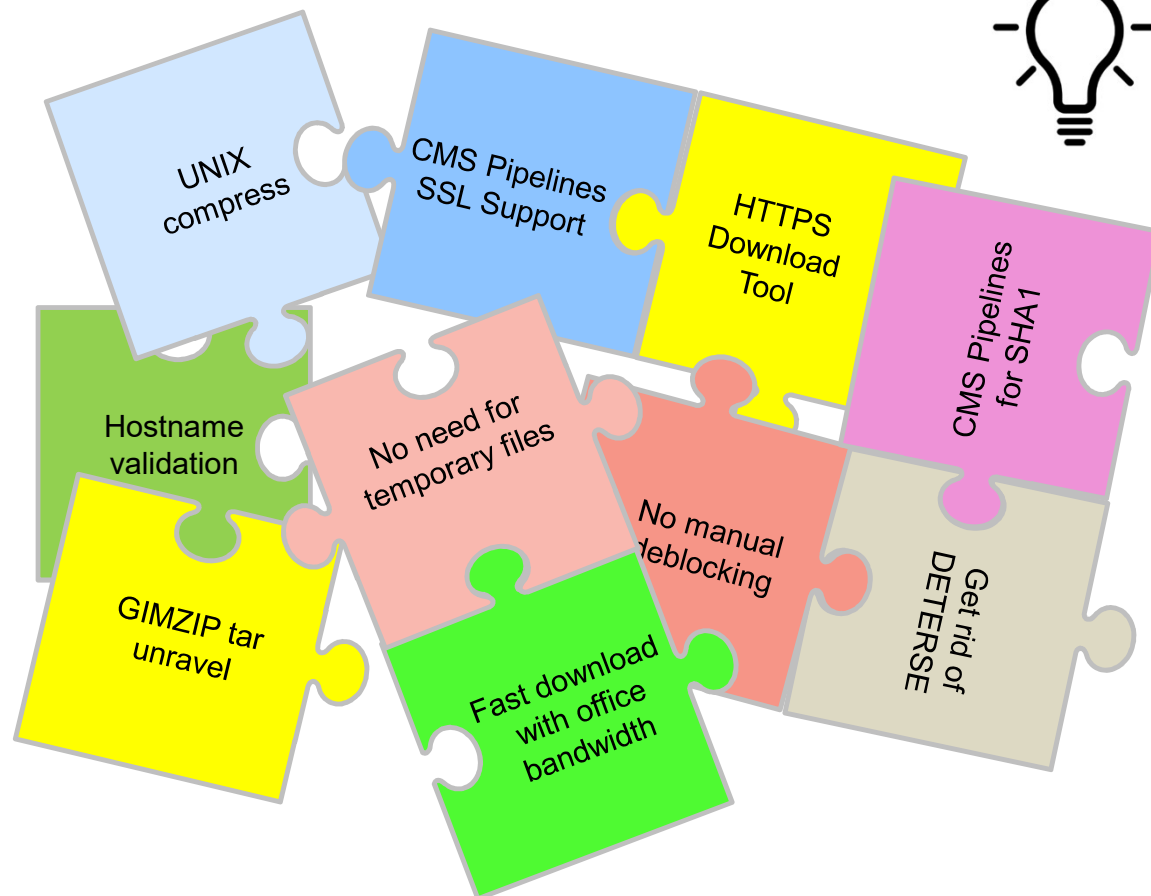 UNIX
compress
CMS Pipelines
SSL Support
HTTPS
Download
Tool
CMS Pipelines
for SHA1
Hostname
validation
No need for
temporary files
No manual
deblocking
Get rid of
DETERSE
GIMZIP tar
unravel
Fast download
with office
bandwidth